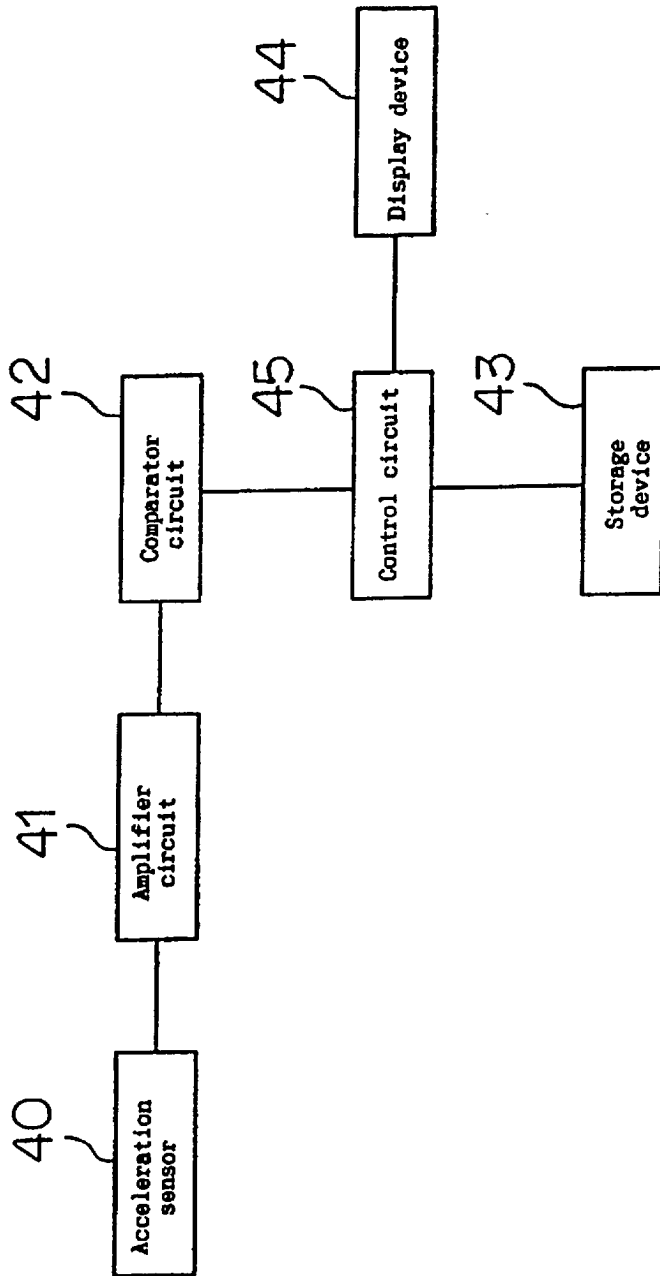 40
Acceleration
sensor
41
Amplifier
circuit
42
Comparator
circuit
45
Control circuit
44
Display device
43
Storage
device